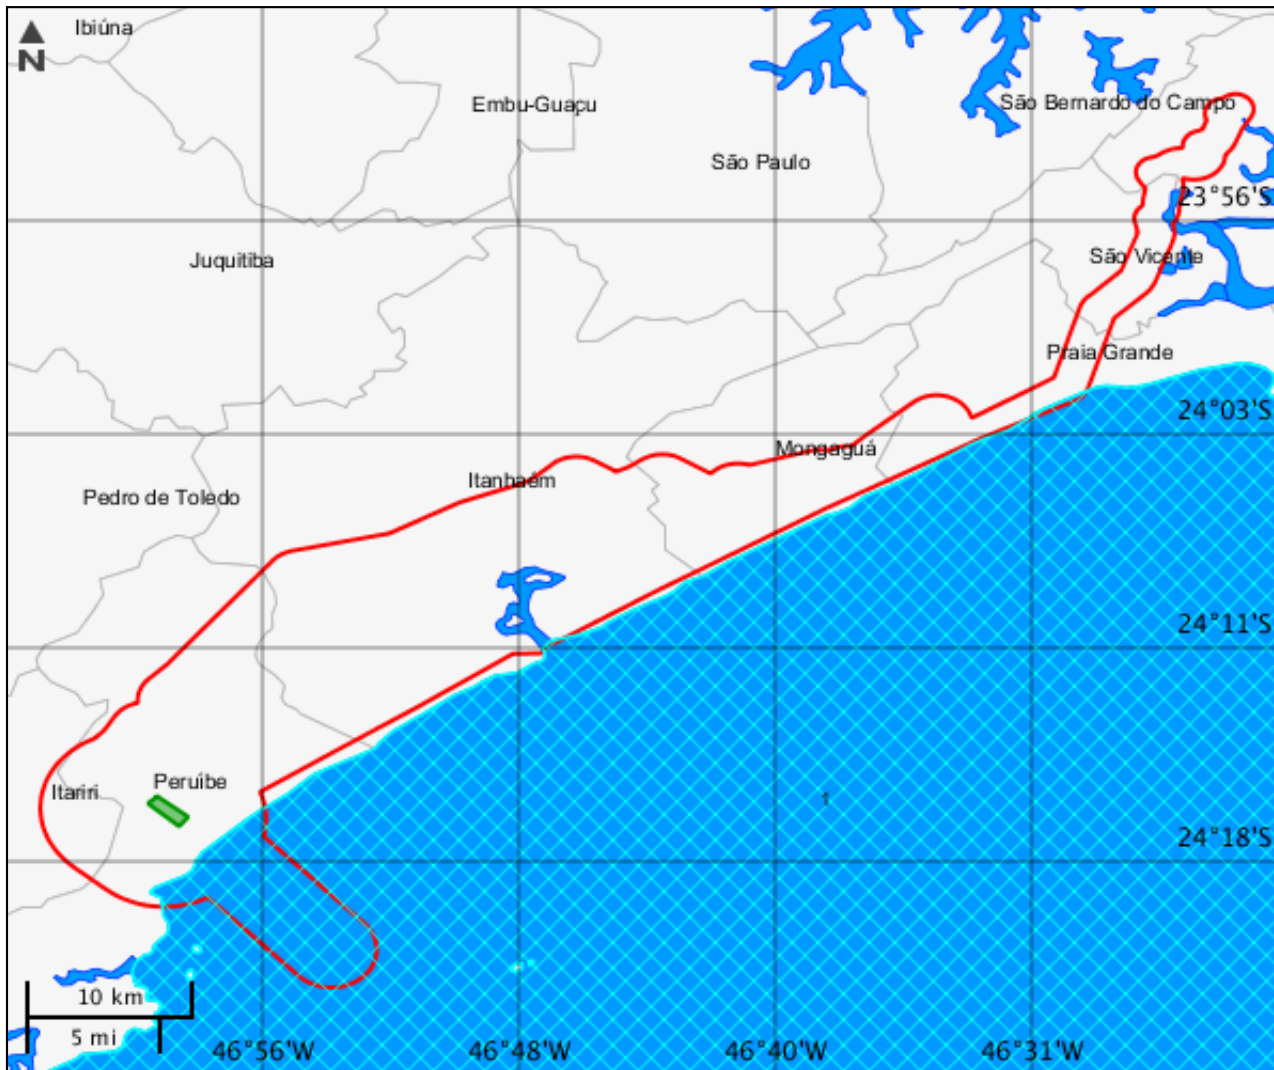 Ibiúna
N
Embu-Guaçu
São Bernardo do Campo
São Paulo
23°56'S
São Vicente
Juquitiba
Praia Grande
24°03'S
Mongaguá
Itanhaém
Pedro de Toledo
24°11'S
Peruíbe
Itariri
1
24°18'S
10 km
5 mi
46°56'W
46°48'W
46°40'W
46°31'W